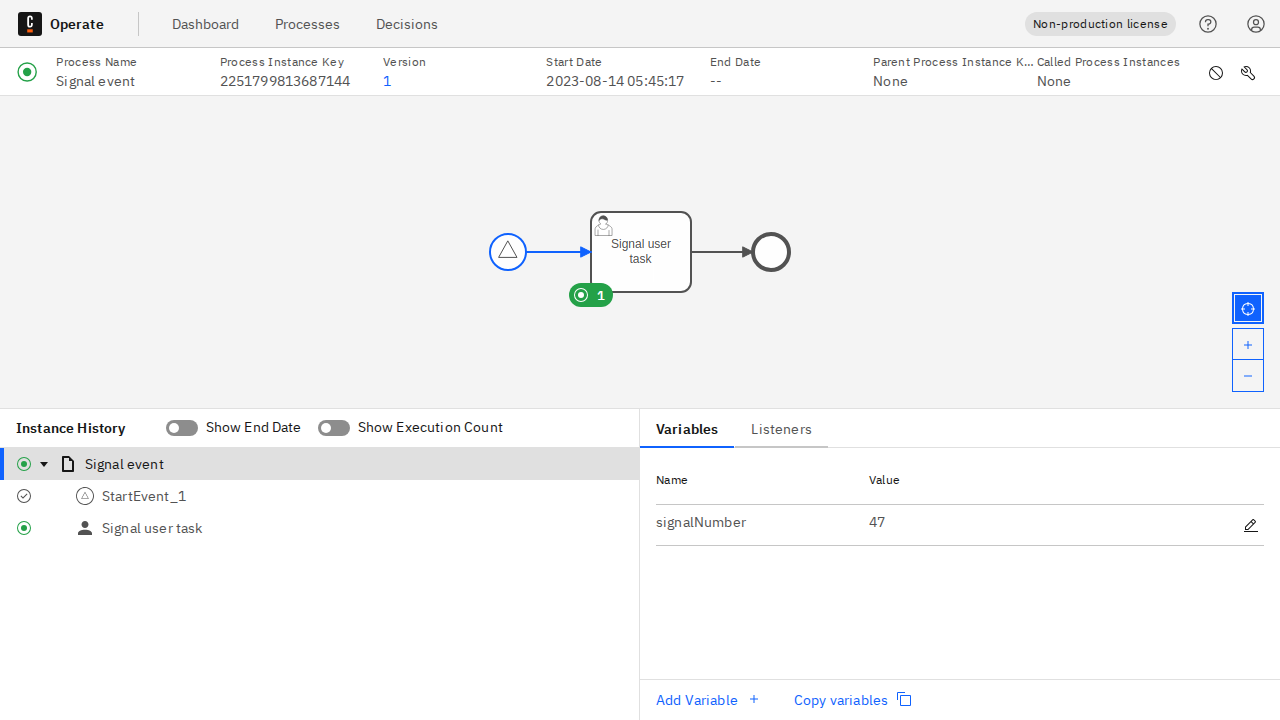 Operate
Dashboard
Processes
Decisions
Non-production license
Process Name
Signal event
Process Instance Key
2251799813687144
Version
1
Start Date
2023-08-14 05:45:17
End Date
--
Parent Process Instance K...
None
Called Process Instances
None
Signal user
task
1
Instance History
Show End Date
Show Execution Count
Signal event
StartEvent_1
Signal user task
Variables
Listeners
Name
Value
signalNumber
47
Add Variable
Copy variables